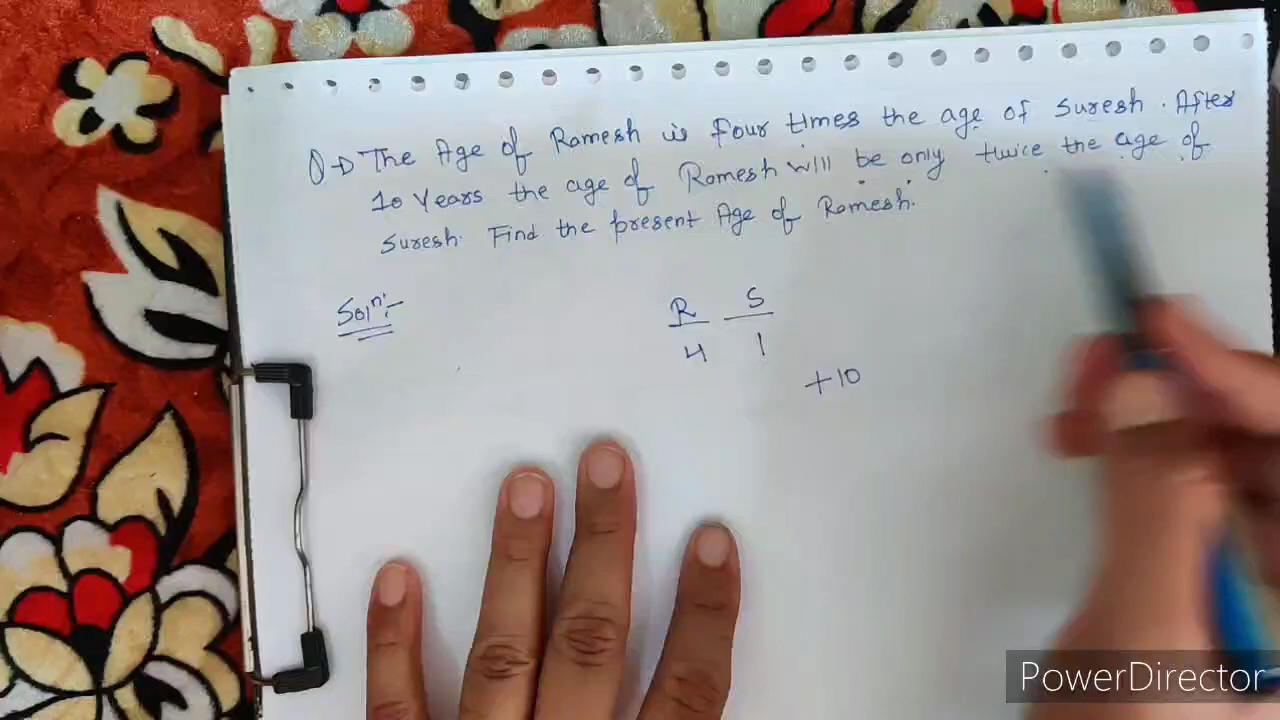 Q-1) The Age of Romesh is Four times the age of Suresh. After
10 Years the age of Romesh will be only twice the age of
Suresh. Find the present Age of Romesh.
Solⁿ:-
R S
4 1
+10
PowerDirector